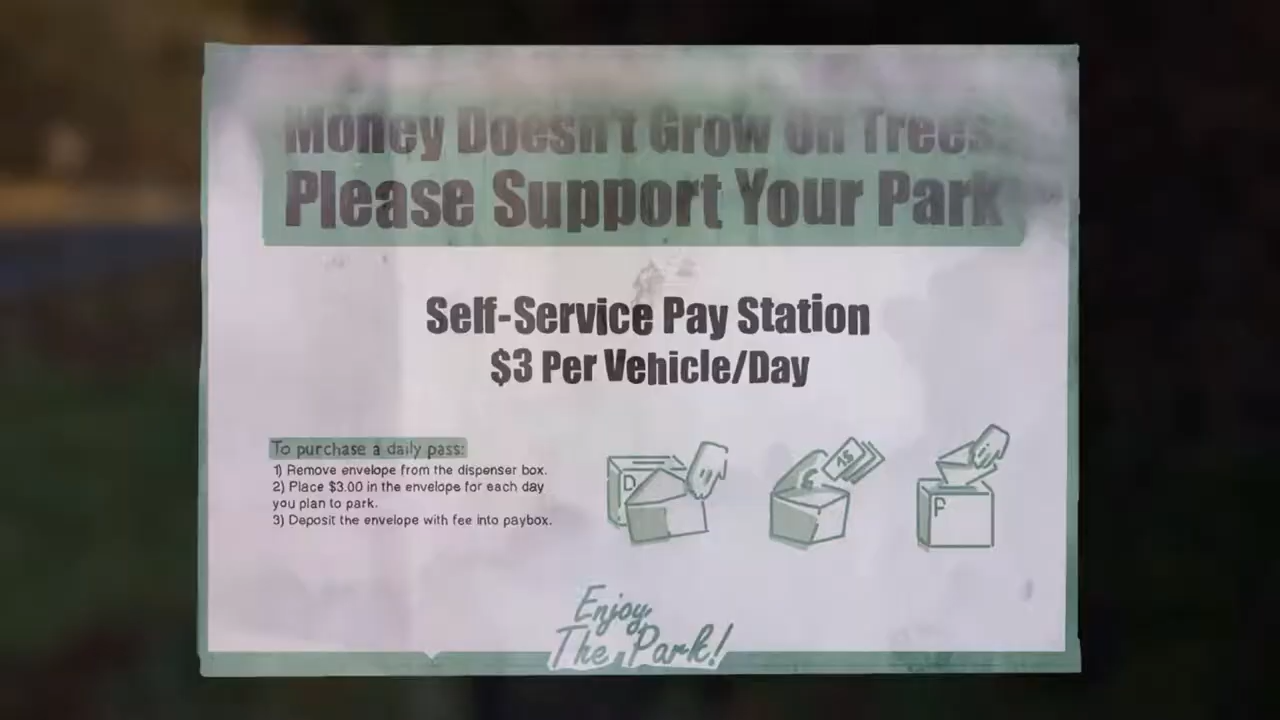 Money Doesn't Grow On Trees.
Please Support Your Park
Self-Service Pay Station
$3 Per Vehicle/Day
To purchase a daily pass:
1) Remove envelope from the dispenser box.
2) Place $3.00 in the envelope for each day
you plan to park.
3) Deposit the envelope with fee into paybox.
D
1$
P
Enjoy
The Park!